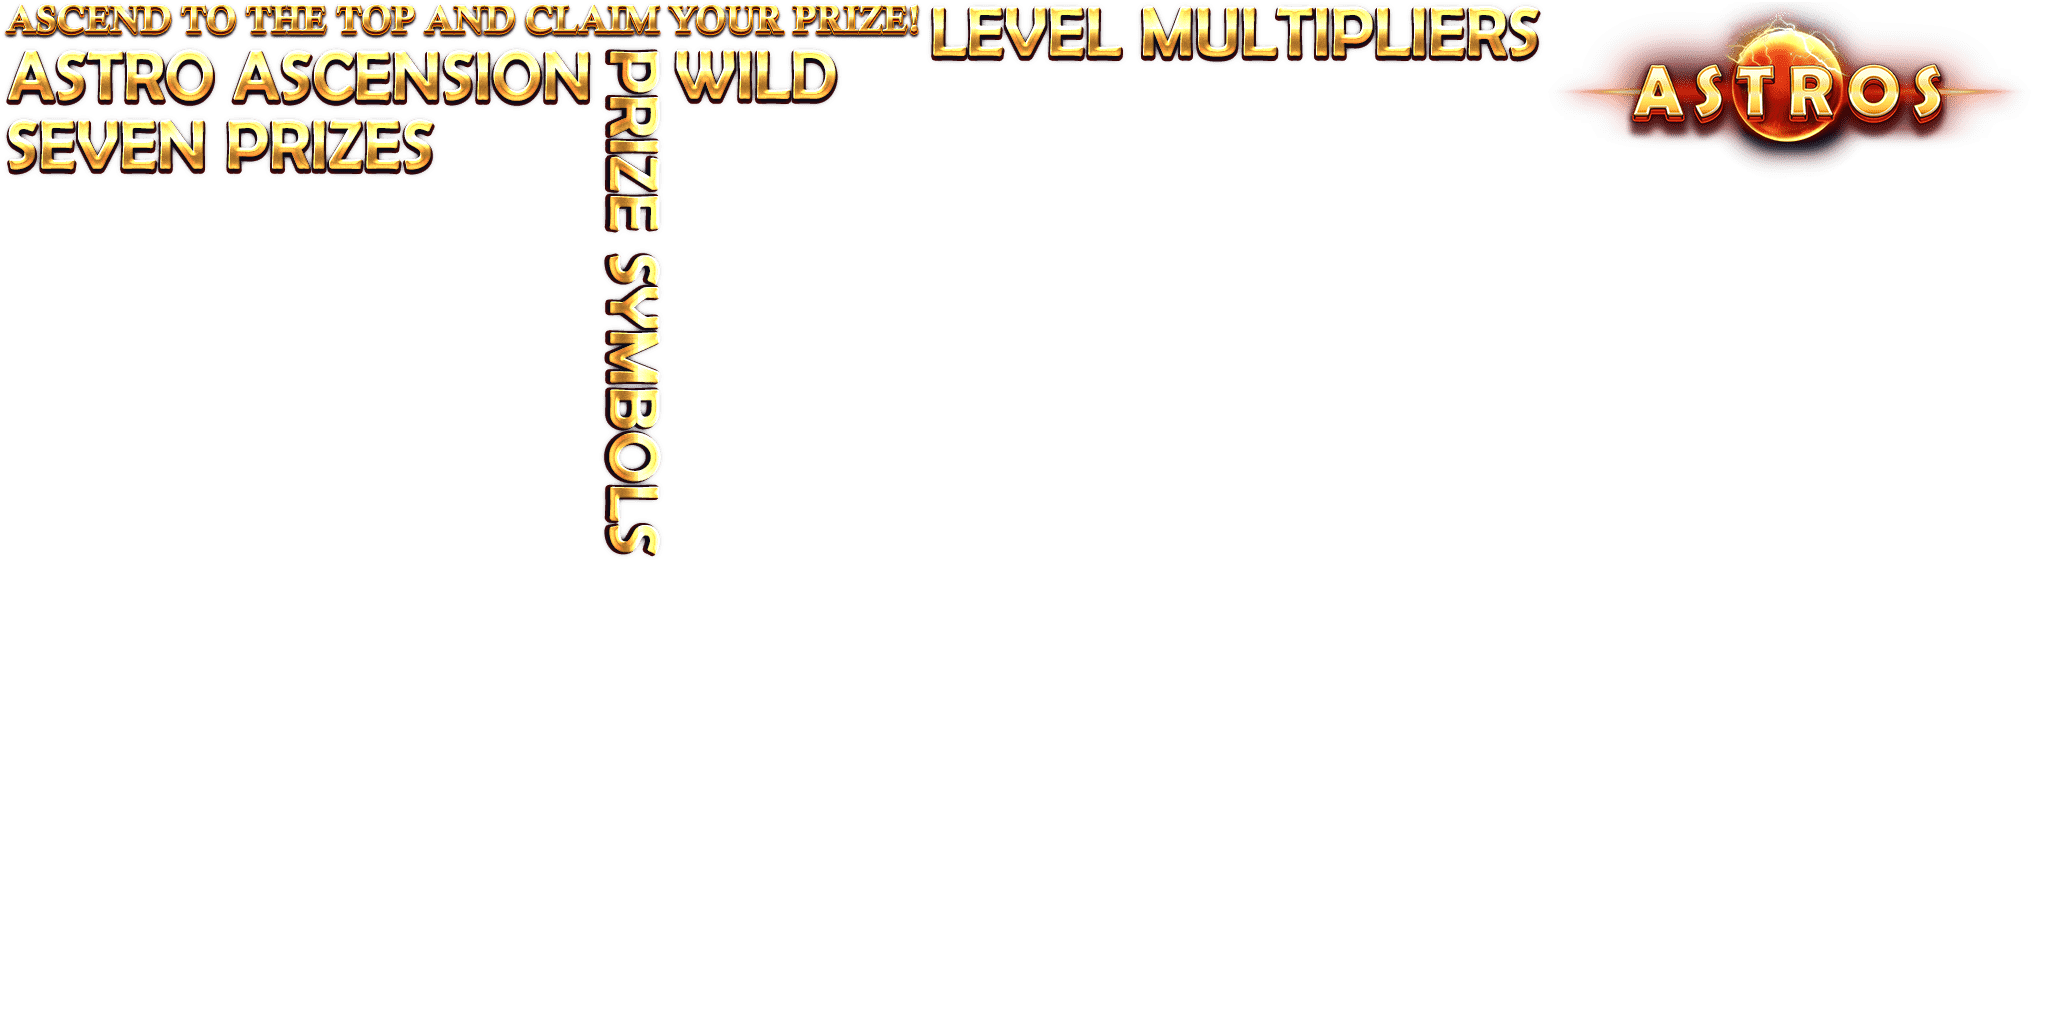 ASCEND TO THE TOP AND CLAIM YOUR PRIZE!
LEVEL MULTIPLIERS
ASTROS
ASTRO ASCENSION
PRIZE SYMBOLS
WILD
SEVEN PRIZES